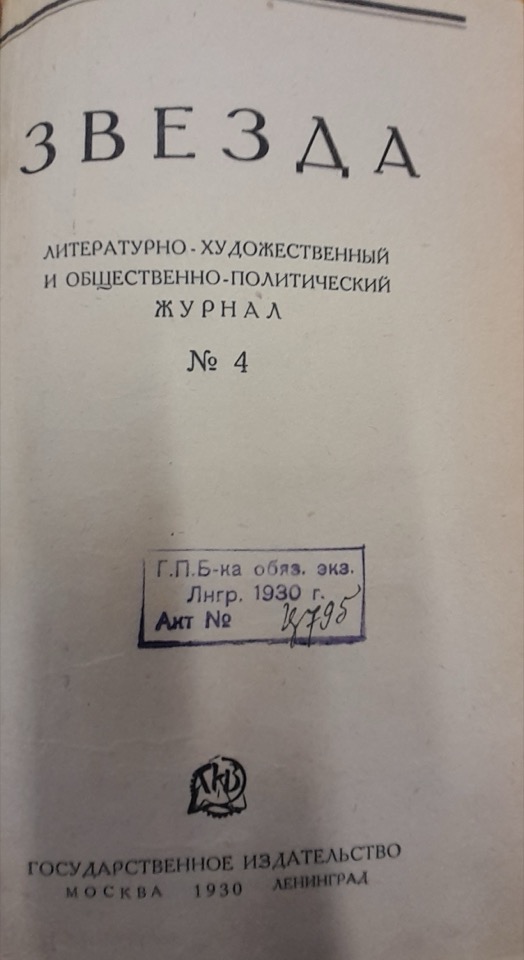 ЗВЕЗДА
ЛИТЕРАТУРНО-ХУДОЖЕСТВЕННЫЙ
И ОБЩЕСТВЕННО-ПОЛИТИЧЕСКИЙ
ЖУРНАЛ
№ 4
Г.П.Б-ка обяз. экз.
Лнгр. 1930 г.
Акт № Ц795
ГОСУДАРСТВЕННОЕ ИЗДАТЕЛЬСТВО
МОСКВА 1930 ЛЕНИНГРАД